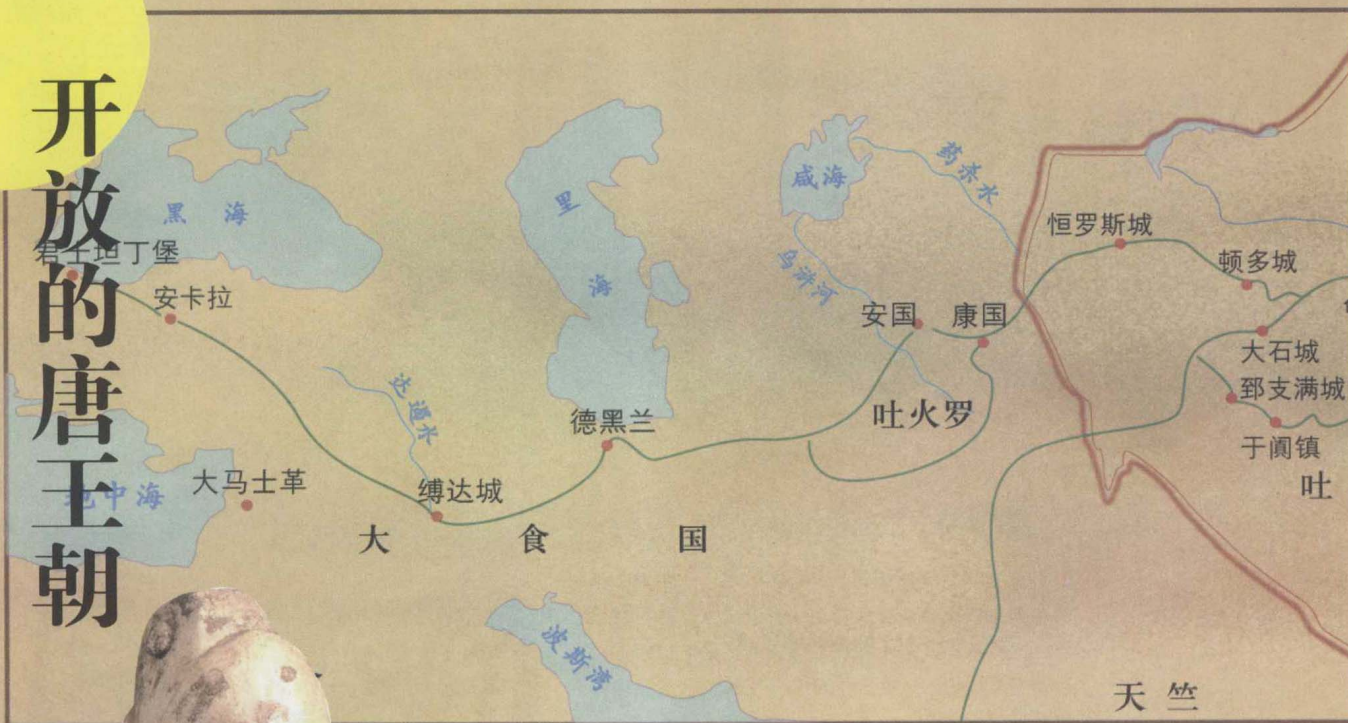 开放的唐王朝
黑海
里海
咸海
药杀水
乌浒河
君士坦丁堡
安卡拉
恒罗斯城
顿多城
安国
康国
大石城
郅支满城
于阗镇
吐火罗
达遏水
德黑兰
地中海
大马士革
缚达城
大食国
吐
波斯湾
天竺